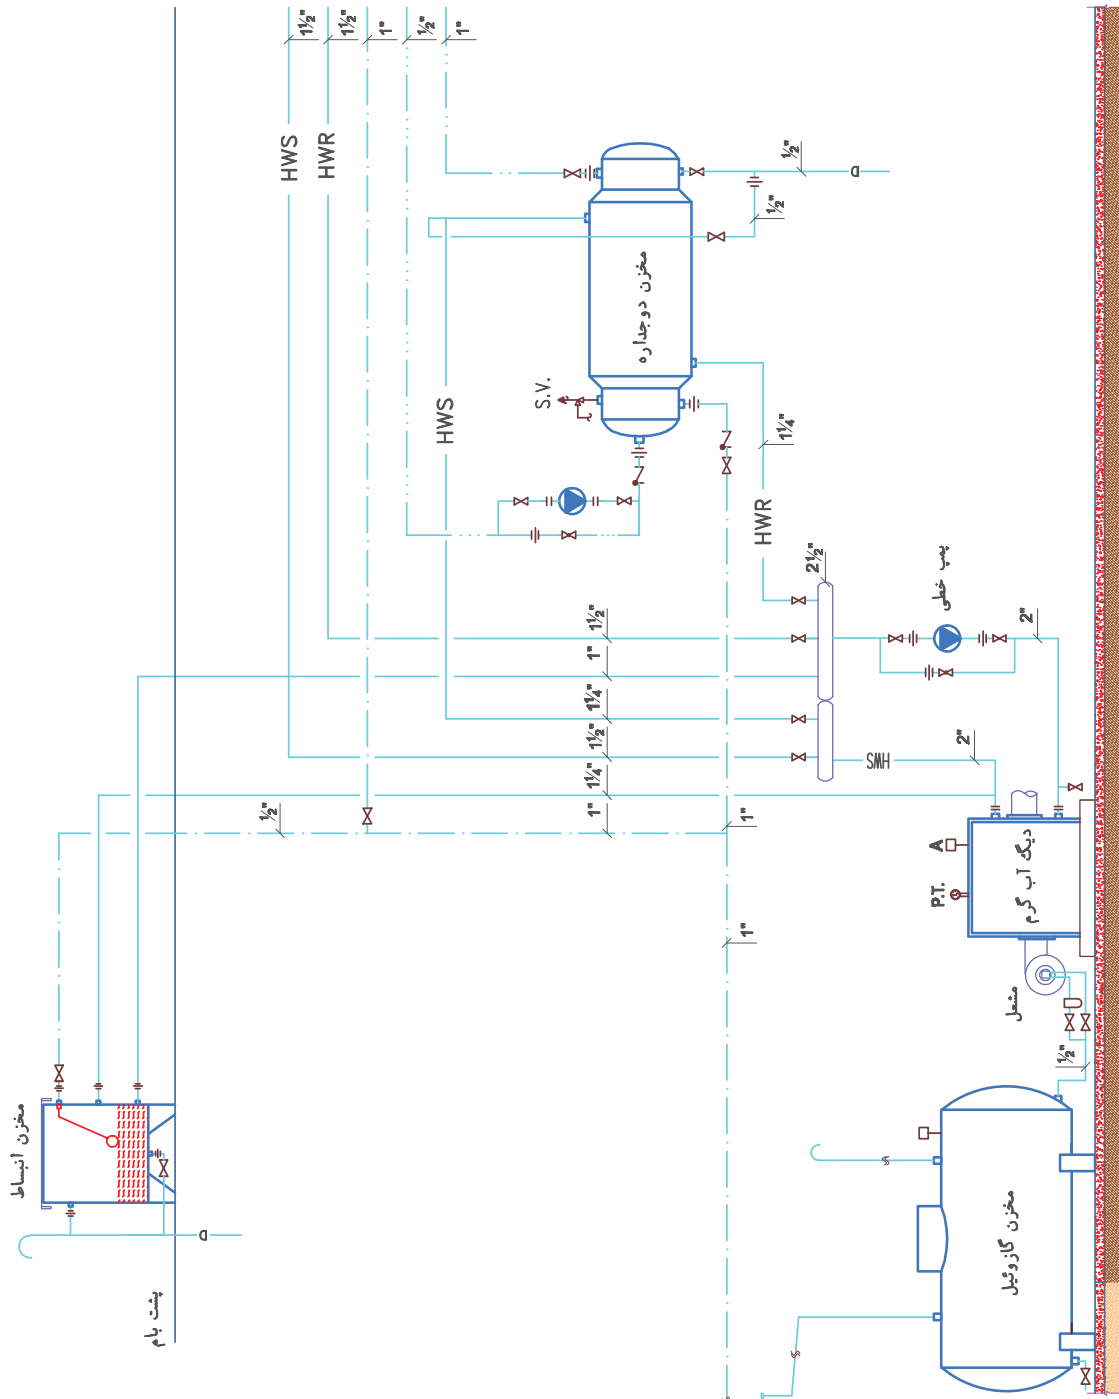 1½"
1½"
1"
½"
1"
HWS
HWR
½"
D
½"
مخزن دوجداره
S.V.
HWS
1¼"
HWR
2½"
پمپ خطی
2"
1½"
1"
1¼"
1½"
1¼"
1"
HWS
2"
½"
1"
A
P.T.
دیگ آب گرم
1"
مشعل
½"
مخزن انبساط
D
مخزن گازوئیل
پشت بام